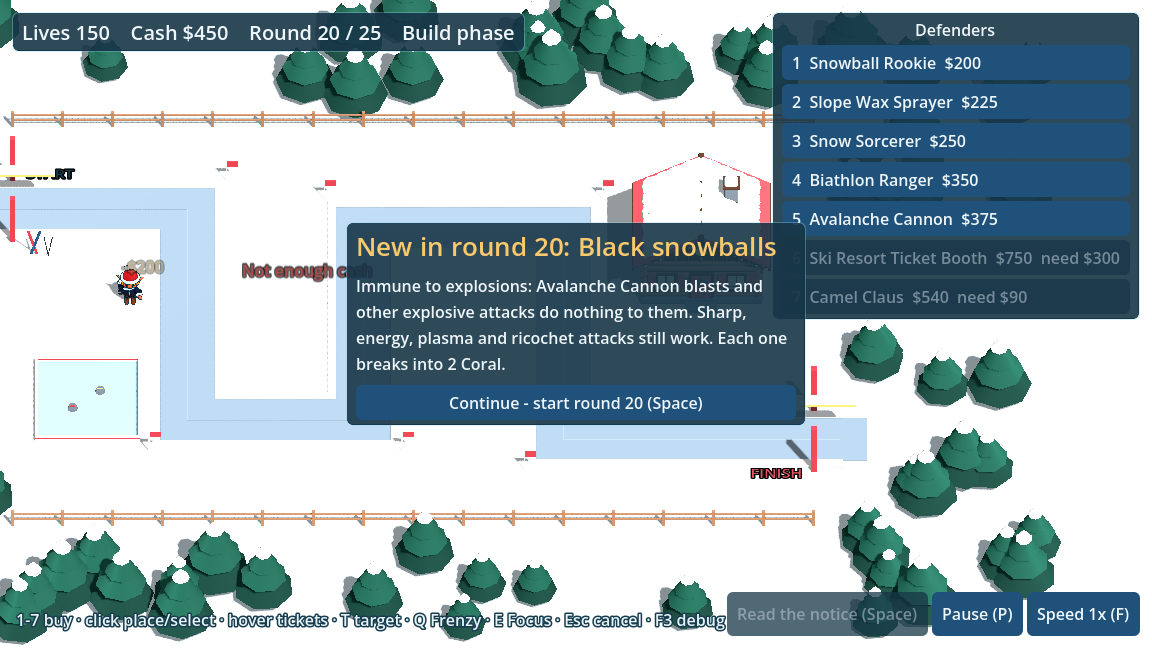 Lives 150 Cash $450 Round 20 / 25 Build phase
Defenders
1 Snowball Rookie $200
2 Slope Wax Sprayer $225
3 Snow Sorcerer $250
4 Biathlon Ranger $350
5 Avalanche Cannon $375
Ski Resort Ticket Booth $750 need $300
Camel Claus $540 need $90
$200
Not enough
New in round 20: Black snowballs
Immune to explosions: Avalanche Cannon blasts and
other explosive attacks do nothing to them. Sharp,
energy, plasma and ricochet attacks still work. Each one
breaks into 2 Coral.
Continue - start round 20 (Space)
FINISH
1-7 buy · click place/select · hover tickets · T target · Q Frenzy · E Focus · Esc cancel · F3 debug
Read the notice (Space)
Pause (P)
Speed 1x (F)